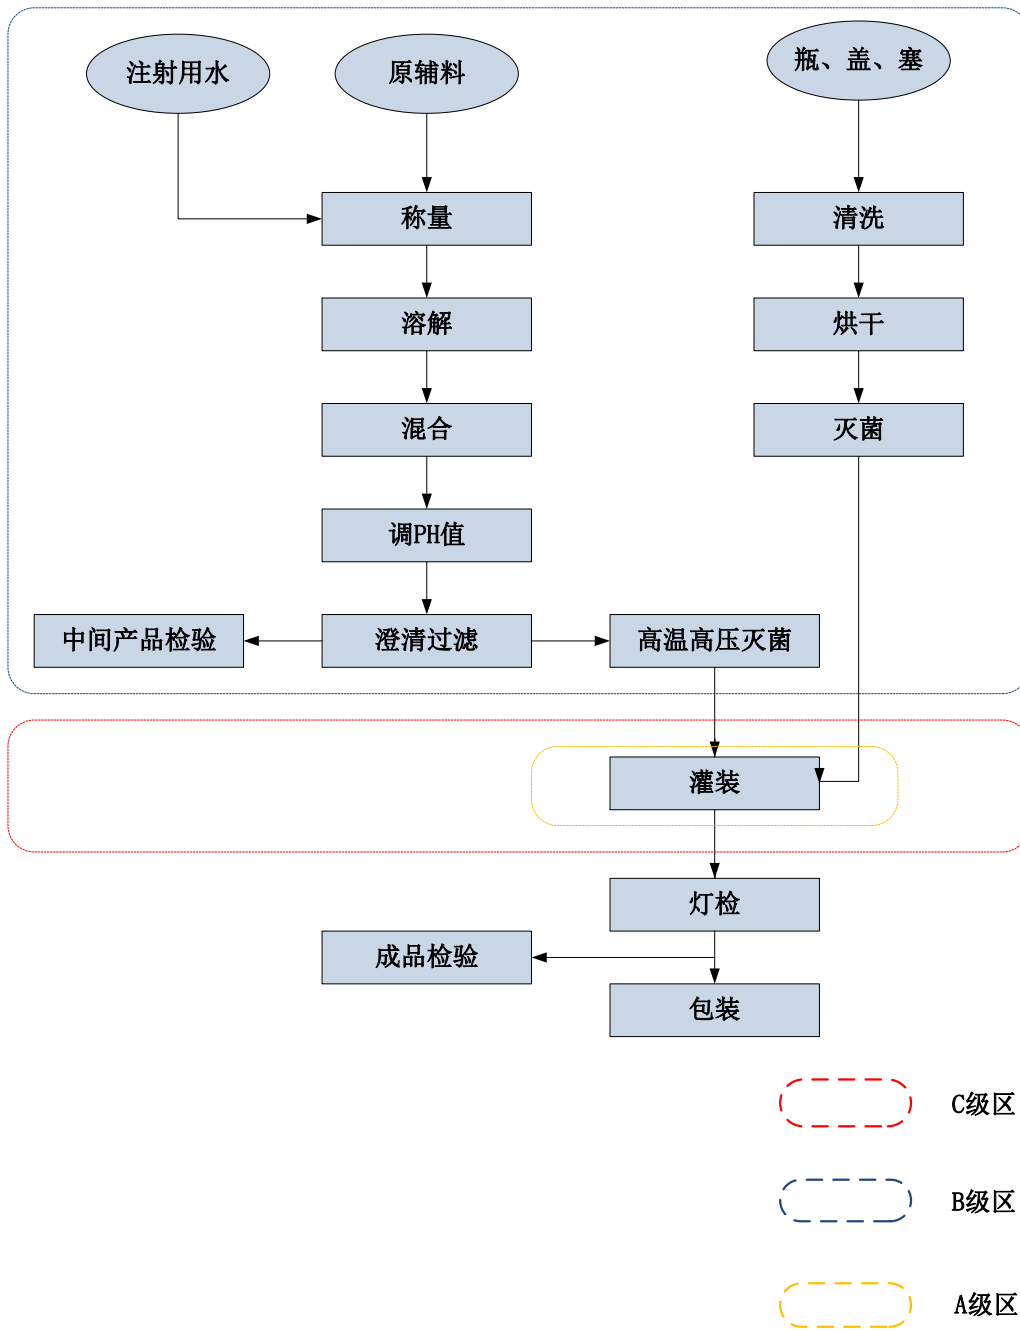 注射用水
原辅料
瓶、盖、塞
称量
清洗
溶解
烘干
混合
灭菌
调PH值
中间产品检验
澄清过滤
高温高压灭菌
灌装
灯检
成品检验
包装
C级区
B级区
A级区